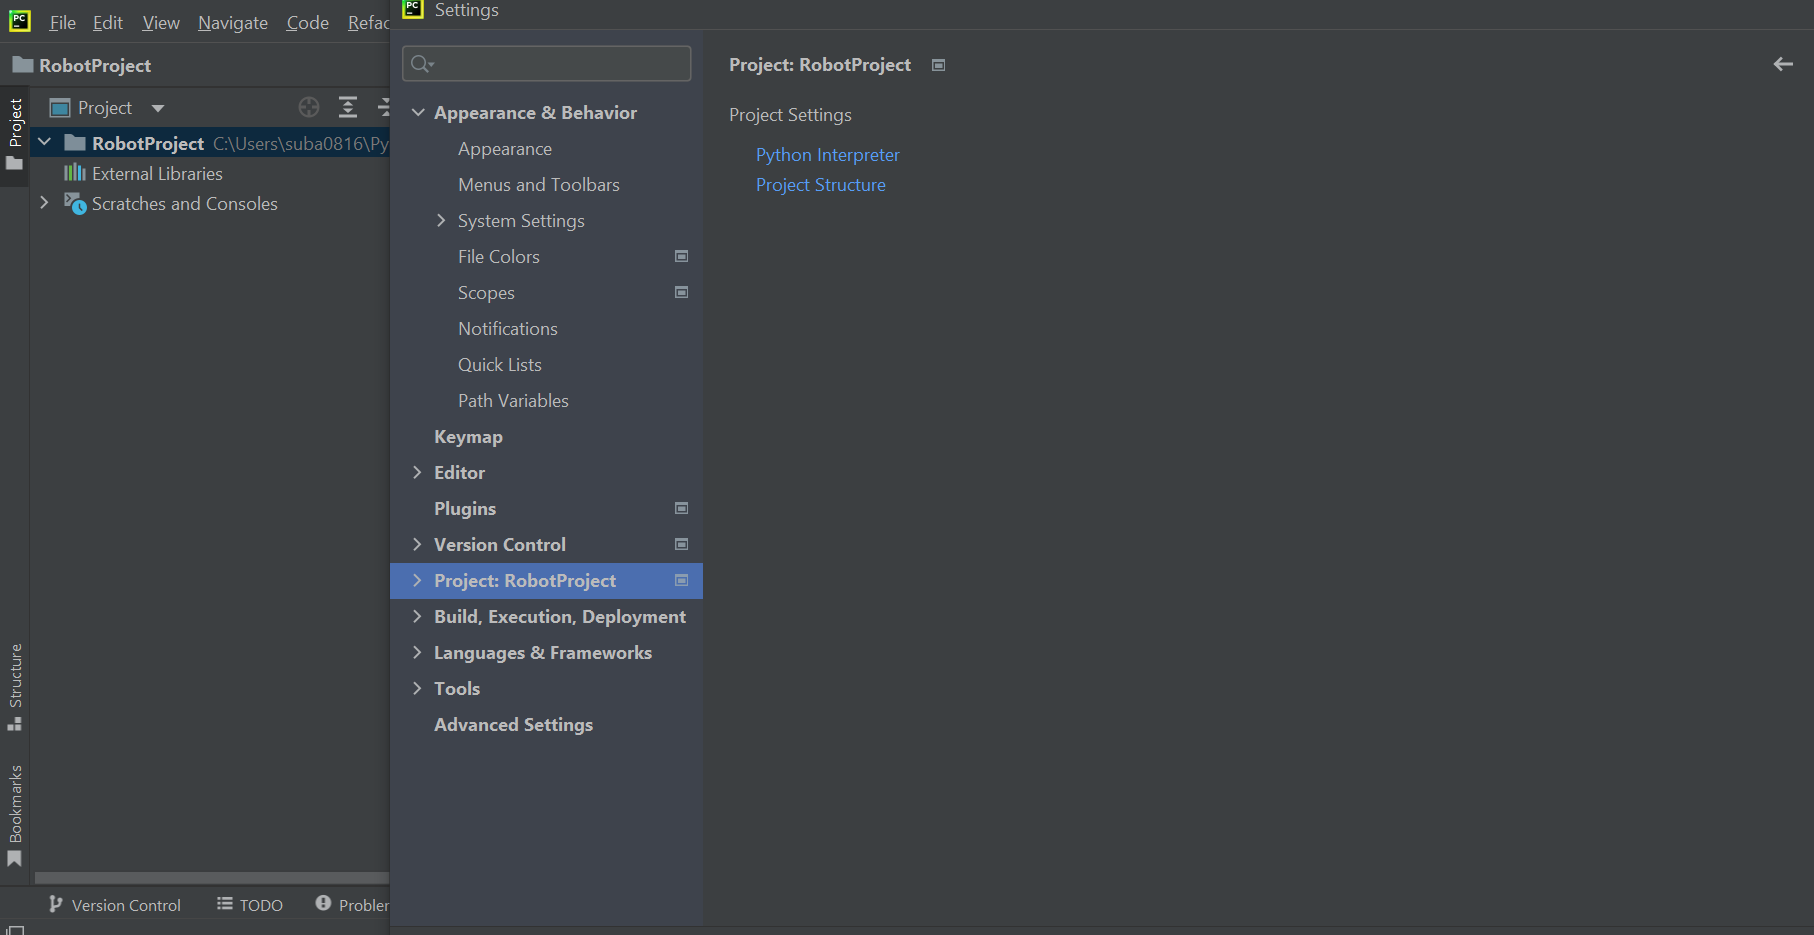 PC
File Edit View Navigate Code Refac
RobotProject
Project
Project
RobotProject C:\Users\suba0816\Py
External Libraries
Scratches and Consoles
Structure
Bookmarks
Version Control TODO Problem
PC Settings
Appearance & Behavior
Appearance
Menus and Toolbars
System Settings
File Colors
Scopes
Notifications
Quick Lists
Path Variables
Keymap
Editor
Plugins
Version Control
Project: RobotProject
Build, Execution, Deployment
Languages & Frameworks
Tools
Advanced Settings
Project: RobotProject
Project Settings
Python Interpreter
Project Structure